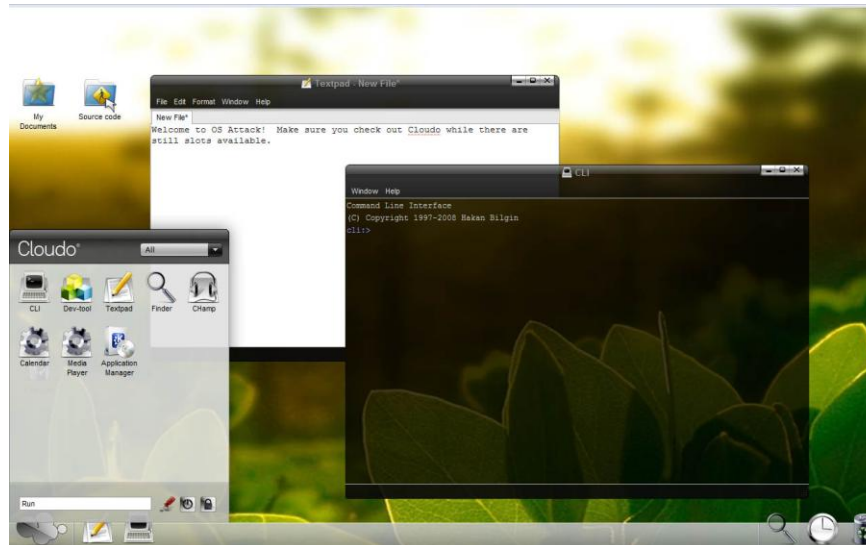 Textpad - New File*
File Edit Format Window Help
New File*
Welcome to OS Attack! Make sure you check out Cloudo while there are
still slots available.
My
Documents
Source code
CLI
Window Help
Command Line Interface
(C) Copyright 1997-2008 Hakan Bilgin
cli:>
Cloudo°
All
CLI Dev-tool Textpad Finder CHamp
Calendar Media Player Application Manager
Run